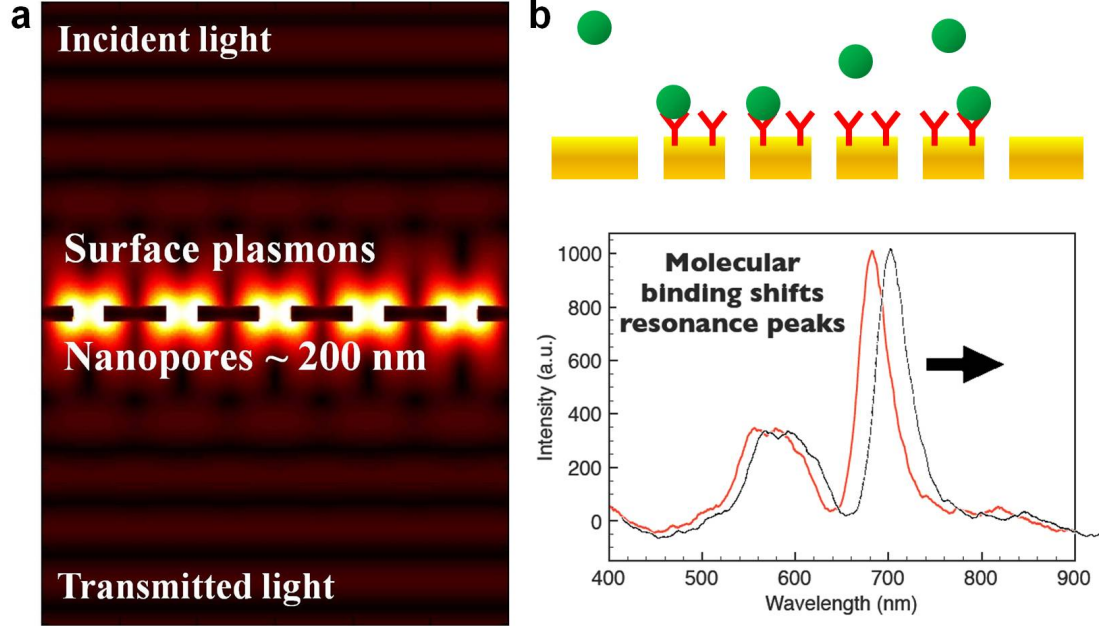 a
Incident light
Surface plasmons
Nanopores ~ 200 nm
Transmitted light
b
Molecular
binding shifts
resonance peaks
1000
800
600
400
200
0
Intensity (a.u.)
400 500 600 700 800 900
Wavelength (nm)